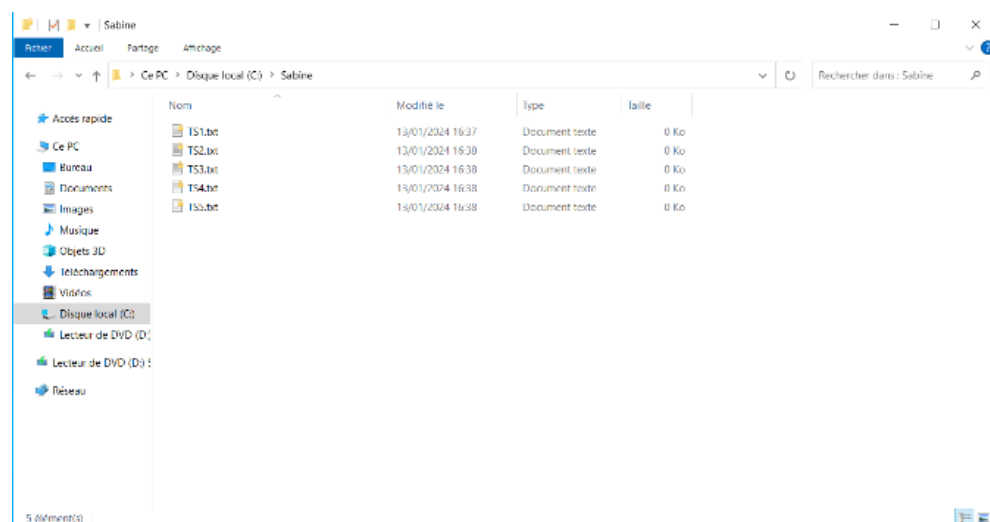 Sabine
Fichier Accueil Partage Affichage
Ce PC > Disque local (C:) > Sabine
Rechercher dans : Sabine
Nom Modifié le Type Taille
Accès rapide
Ce PC
Bureau
Documents
Images
Musique
Objets 3D
Téléchargements
Vidéos
Disque local (C:)
Lecteur de DVD (D:)
Lecteur de DVD (D:) S
Réseau
TS1.txt 13/01/2024 16:37 Document texte 0 Ko
TS2.txt 13/01/2024 16:38 Document texte 0 Ko
TS3.txt 13/01/2024 16:38 Document texte 0 Ko
TS4.txt 13/01/2024 16:38 Document texte 0 Ko
TS5.txt 13/01/2024 16:38 Document texte 0 Ko
5 élément(s)